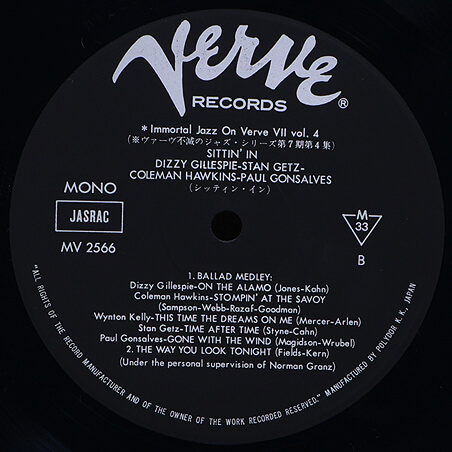 Verve
RECORDS ®
* Immortal Jazz On Verve VII vol. 4
(※ヴァーヴ不滅のジャズ・シリーズ第7期第4集)
SITTIN' IN
DIZZY GILLESPIE-STAN GETZ-
COLEMAN HAWKINS-PAUL GONSALVES
(シッティン・イン)
MONO
JASRAC
MV 2566
M
33
B
1. BALLAD MEDLEY:
Dizzy Gillespie-ON THE ALAMO (Jones-Kahn)
Coleman Hawkins-STOMPIN' AT THE SAVOY
(Sampson-Webb-Razaf-Goodman)
Wynton Kelly-THIS TIME THE DREAMS ON ME (Mercer-Arlen)
Stan Getz-TIME AFTER TIME (Styne-Cahn)
Paul Gonsalves-GONE WITH THE WIND (Magidson-Wrubel)
2. THE WAY YOU LOOK TONIGHT (Fields-Kern)
(Under the personal supervision of Norman Granz)
"ALL RIGHTS OF THE RECORD MANUFACTURER AND OF THE OWNER OF THE WORK RECORDED RESERVED." MANUFACTURED BY POLYDOR K.K., JAPAN